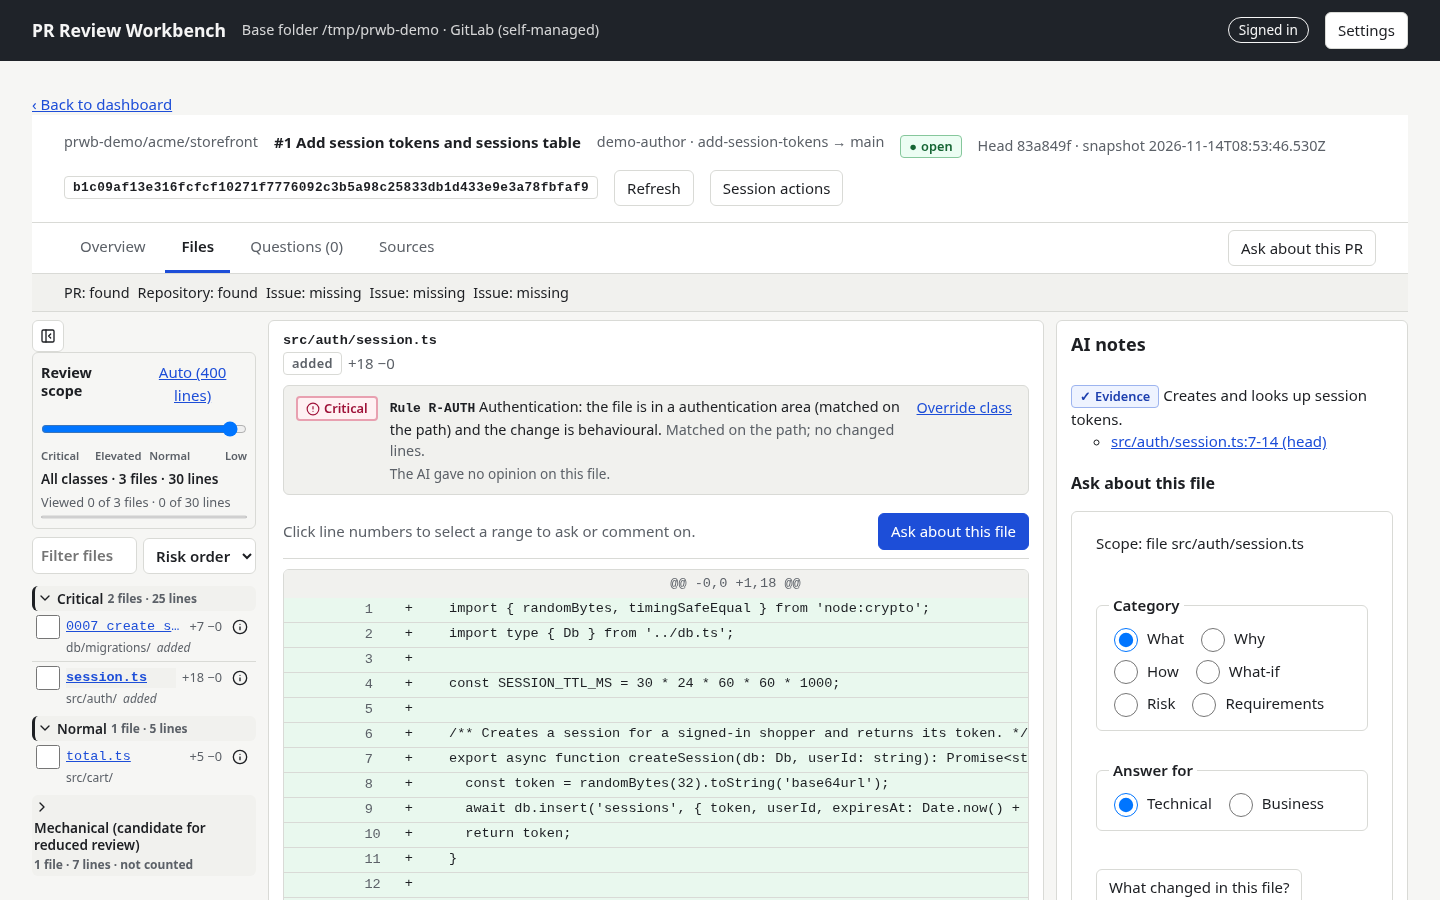 PR Review Workbench Base folder /tmp/prwb-demo · GitLab (self-managed) Signed in Settings
‹ Back to dashboard
prwb-demo/acme/storefront #1 Add session tokens and sessions table demo-author · add-session-tokens → main ● open Head 83a849f · snapshot 2026-11-14T08:53:46.530Z
b1c09af13e316fcfcf10271f7776092c3b5a98c25833db1d433e9e3a78fbfaf9 Refresh Session actions
Overview Files Questions (0) Sources Ask about this PR
PR: found Repository: found Issue: missing Issue: missing Issue: missing
Review scope
Auto (400 lines)
Critical Elevated Normal Low
All classes · 3 files · 30 lines
Viewed 0 of 3 files · 0 of 30 lines
Filter files Risk order
Critical 2 files · 25 lines
0007_create_s… +7 −0
db/migrations/ added
session.ts +18 −0
src/auth/ added
Normal 1 file · 5 lines
total.ts +5 −0
src/cart/
Mechanical (candidate for
reduced review)
1 file · 7 lines · not counted
src/auth/session.ts
added +18 −0
Critical Rule R-AUTH Authentication: the file is in a authentication area (matched on Override class
the path) and the change is behavioural. Matched on the path; no changed
lines.
The AI gave no opinion on this file.
Click line numbers to select a range to ask or comment on. Ask about this file
@@ -0,0 +1,18 @@
1 + import { randomBytes, timingSafeEqual } from 'node:crypto';
2 + import type { Db } from '../db.ts';
3 +
4 + const SESSION_TTL_MS = 30 * 24 * 60 * 60 * 1000;
5 +
6 + /** Creates a session for a signed-in shopper and returns its token. */
7 + export async function createSession(db: Db, userId: string): Promise<st
8 + const token = randomBytes(32).toString('base64url');
9 + await db.insert('sessions', { token, userId, expiresAt: Date.now() +
10 + return token;
11 + }
12 +
AI notes
✓ Evidence Creates and looks up session
tokens.
src/auth/session.ts:7-14 (head)
Ask about this file
Scope: file src/auth/session.ts
Category
What Why
How What-if
Risk Requirements
Answer for
Technical Business
What changed in this file?